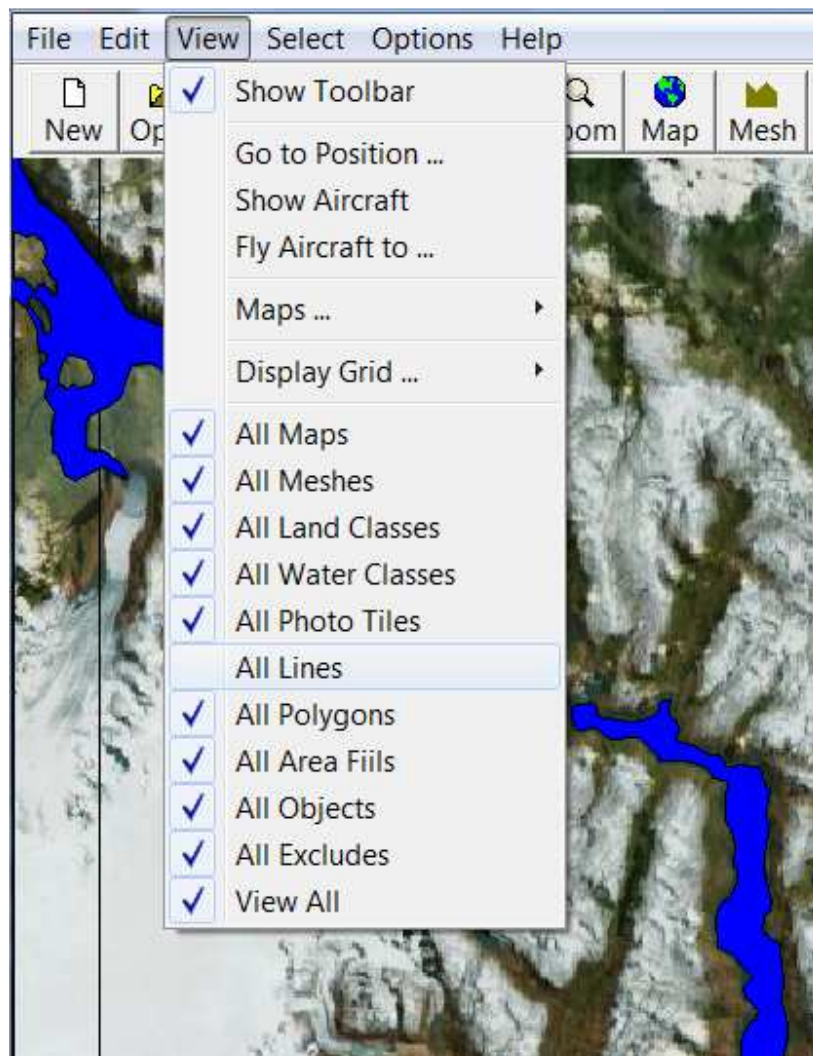 File Edit View Select Options Help
New
Map Mesh
Show Toolbar
Go to Position ...
Show Aircraft
Fly Aircraft to ...
Maps ...
Display Grid ...
All Maps
All Meshes
All Land Classes
All Water Classes
All Photo Tiles
All Lines
All Polygons
All Area Fiils
All Objects
All Excludes
View All